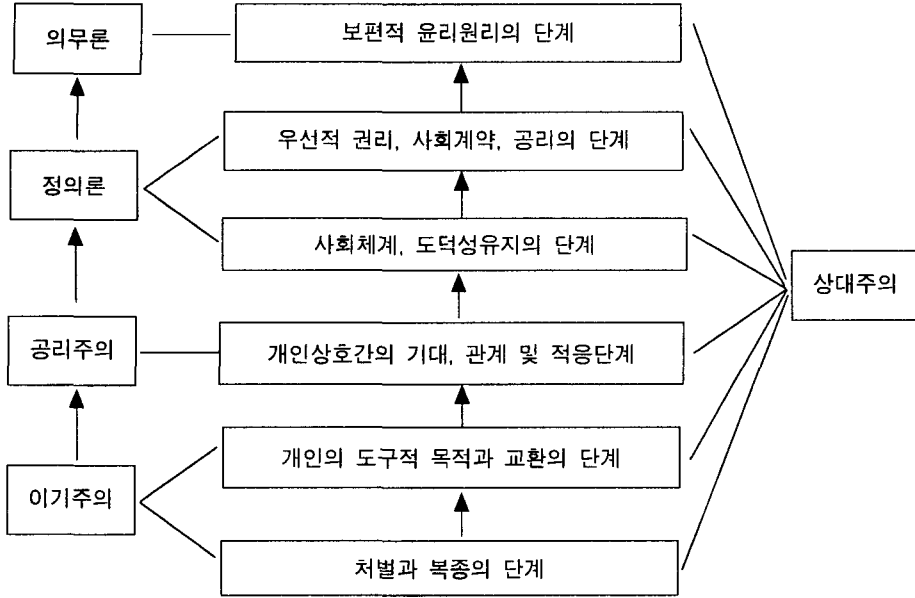 의무론
보편적 윤리원리의 단계
우선적 권리, 사회계약, 공리의 단계
정의론
사회체계, 도덕성유지의 단계
상대주의
공리주의
개인상호간의 기대, 관계 및 적응단계
개인의 도구적 목적과 교환의 단계
이기주의
처벌과 복종의 단계